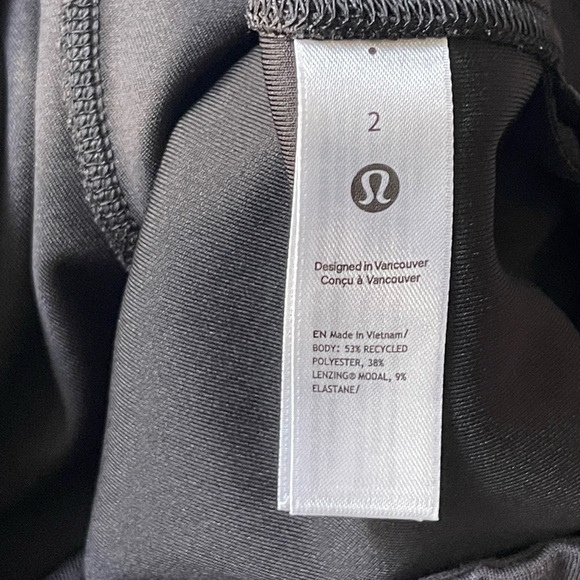 2
Designed in Vancouver
Conçu à Vancouver
EN Made in Vietnam/
BODY: 53% RECYCLED
POLYESTER, 38%
LENZING® MODAL, 9%
ELASTANE/